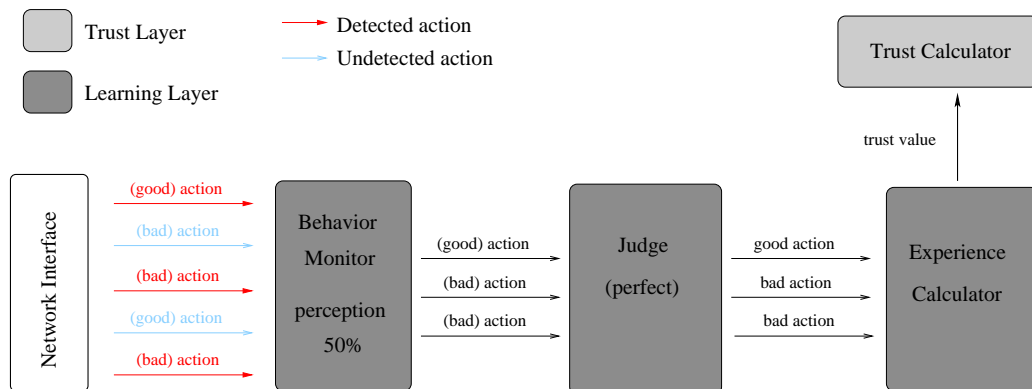 Trust Layer
Learning Layer
Detected action
Undetected action
Trust Calculator
trust value
Network Interface
(good) action
(bad) action
(bad) action
(good) action
(bad) action
Behavior
Monitor
perception
50%
(good) action
(bad) action
(bad) action
Judge
(perfect)
good action
bad action
bad action
Experience
Calculator